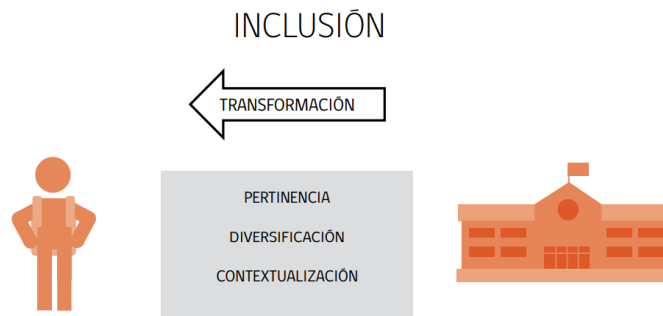 INCLUSIÓN
TRANSFORMACIÓN
PERTINENCIA
DIVERSIFICACIÓN
CONTEXTUALIZACIÓN